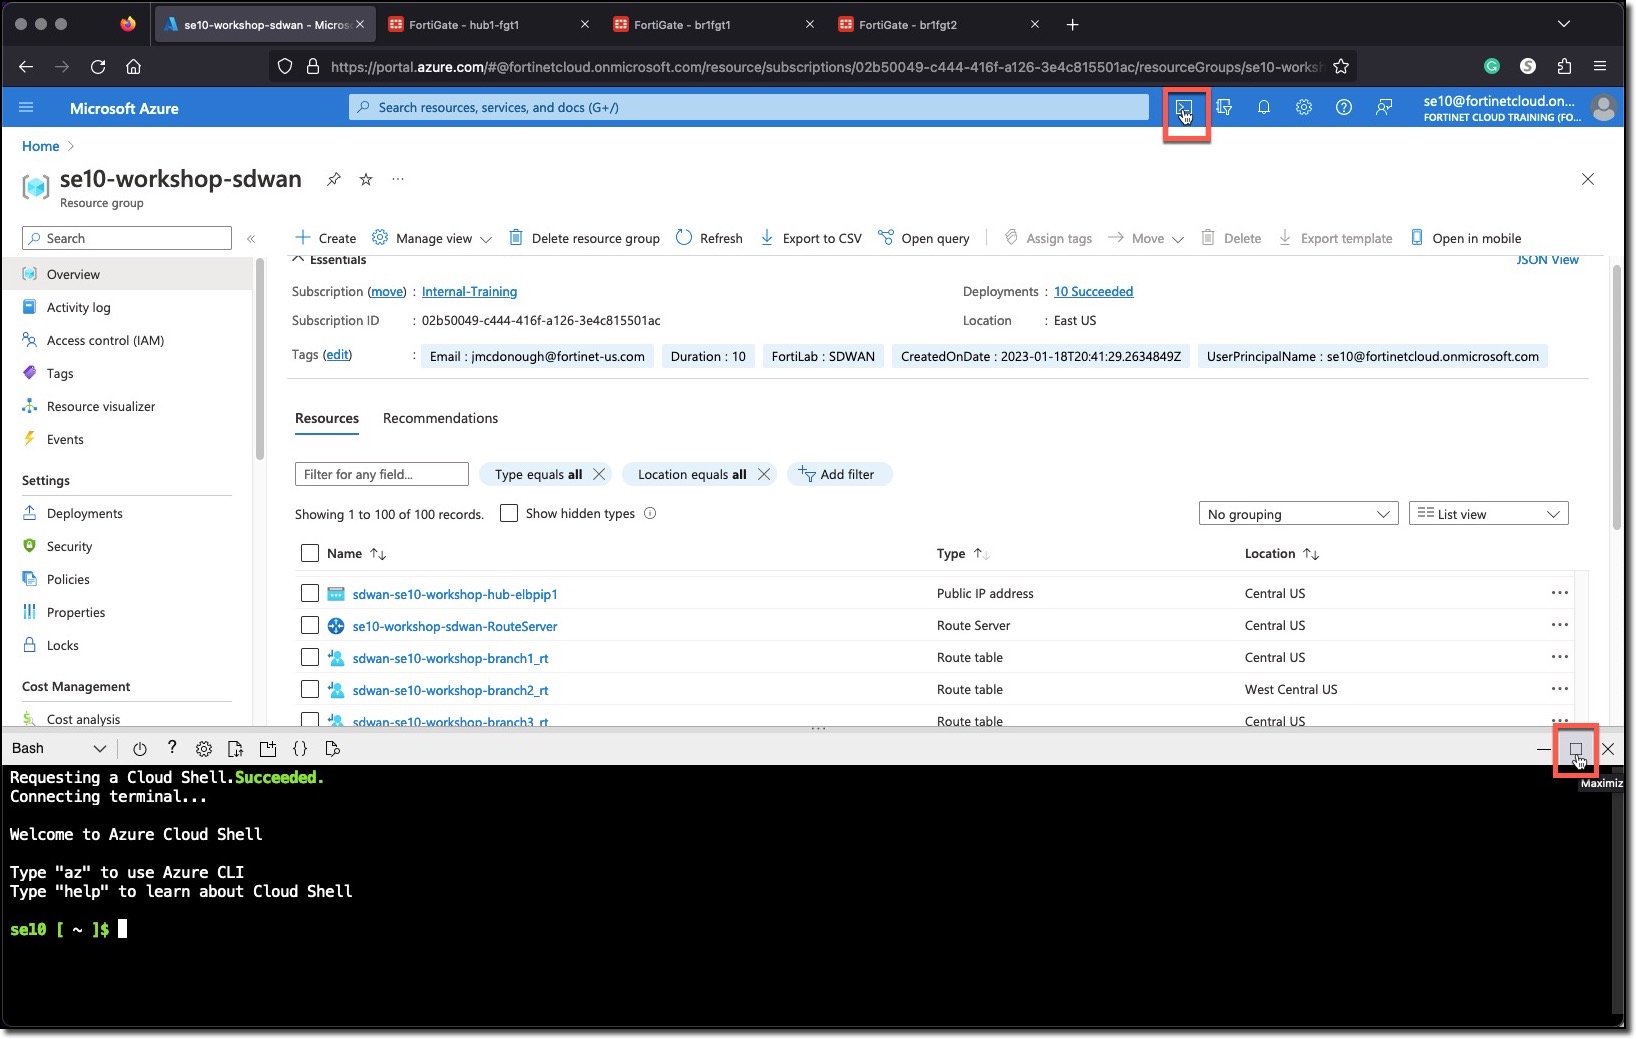 se10-workshop-sdwan - Micros
FortiGate - hub1-fgt1
FortiGate - br1fgt1
FortiGate - br1fgt2
https://portal.azure.com/#@fortinetcloud.onmicrosoft.com/resource/subscriptions/02b50049-c444-416f-a126-3e4c815501ac/resourceGroups/se10-works
Microsoft Azure
Search resources, services, and docs (G+/)
se10@fortinetcloud.on...
FORTINET CLOUD TRAINING (FO...
Home
se10-workshop-sdwan
Resource group
Search
Create
Manage view
Delete resource group
Refresh
Export to CSV
Open query
Assign tags
Move
Delete
Export template
Open in mobile
Overview
Activity log
Access control (IAM)
Tags
Resource visualizer
Events
Settings
Deployments
Security
Policies
Properties
Locks
Cost Management
Cost analysis
Essentials
JSON View
Subscription (move) : Internal-Training
Deployments : 10 Succeeded
Subscription ID : 02b50049-c444-416f-a126-3e4c815501ac
Location : East US
Tags (edit) : Email : jmcdonough@fortinet-us.com Duration : 10 FortiLab : SDWAN CreatedOnDate : 2023-01-18T20:41:29.2634849Z UserPrincipalName : se10@fortinetcloud.onmicrosoft.com
Resources
Recommendations
Filter for any field...
Type equals all
Location equals all
Add filter
Showing 1 to 100 of 100 records.
Show hidden types
No grouping
List view
Name Type Location
sdwan-se10-workshop-hub-elbpip1 Public IP address Central US
se10-workshop-sdwan-RouteServer Route Server Central US
sdwan-se10-workshop-branch1_rt Route table Central US
sdwan-se10-workshop-branch2_rt Route table West Central US
sdwan-se10-workshop-branch3_rt Route table Central US
Bash
Maximiz
Requesting a Cloud Shell.Succeeded.
Connecting terminal...
Welcome to Azure Cloud Shell
Type "az" to use Azure CLI
Type "help" to learn about Cloud Shell
se10 [ ~ ]$